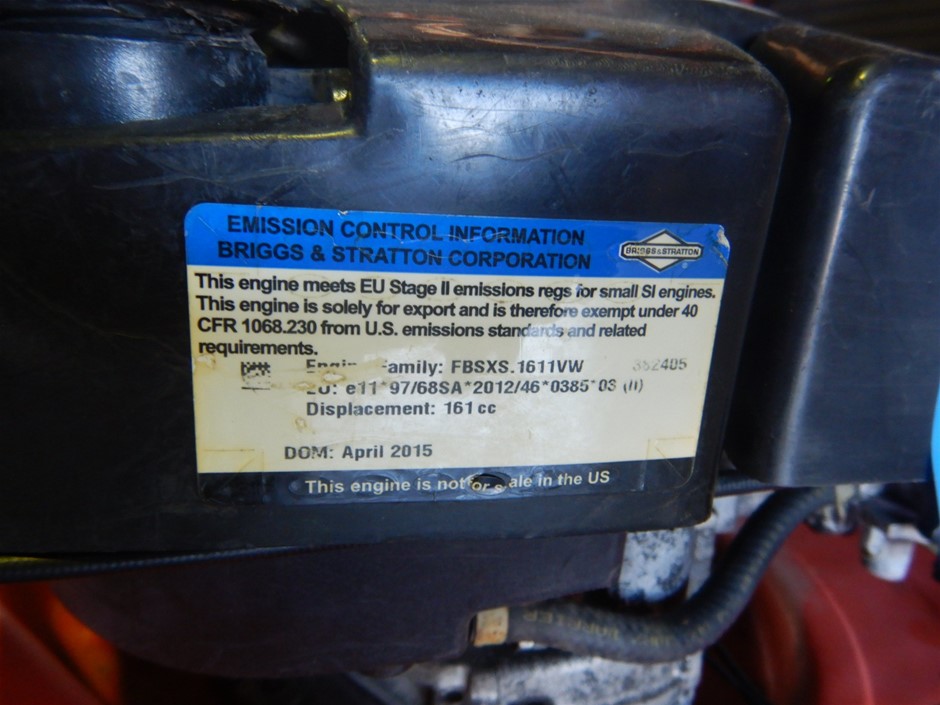 EMISSION CONTROL INFORMATION
BRIGGS & STRATTON CORPORATION
BRIGGS & STRATTON
This engine meets EU Stage II emissions regs for small SI engines.
This engine is solely for export and is therefore exempt under 40
CFR 1068.230 from U.S. emissions standards and related
requirements.
Family: FBSXS.1611VW
e11*97/68SA*2012/46*0385*03 (II)
Displacement: 161 cc
DOM: April 2015
This engine is not for sale in the US